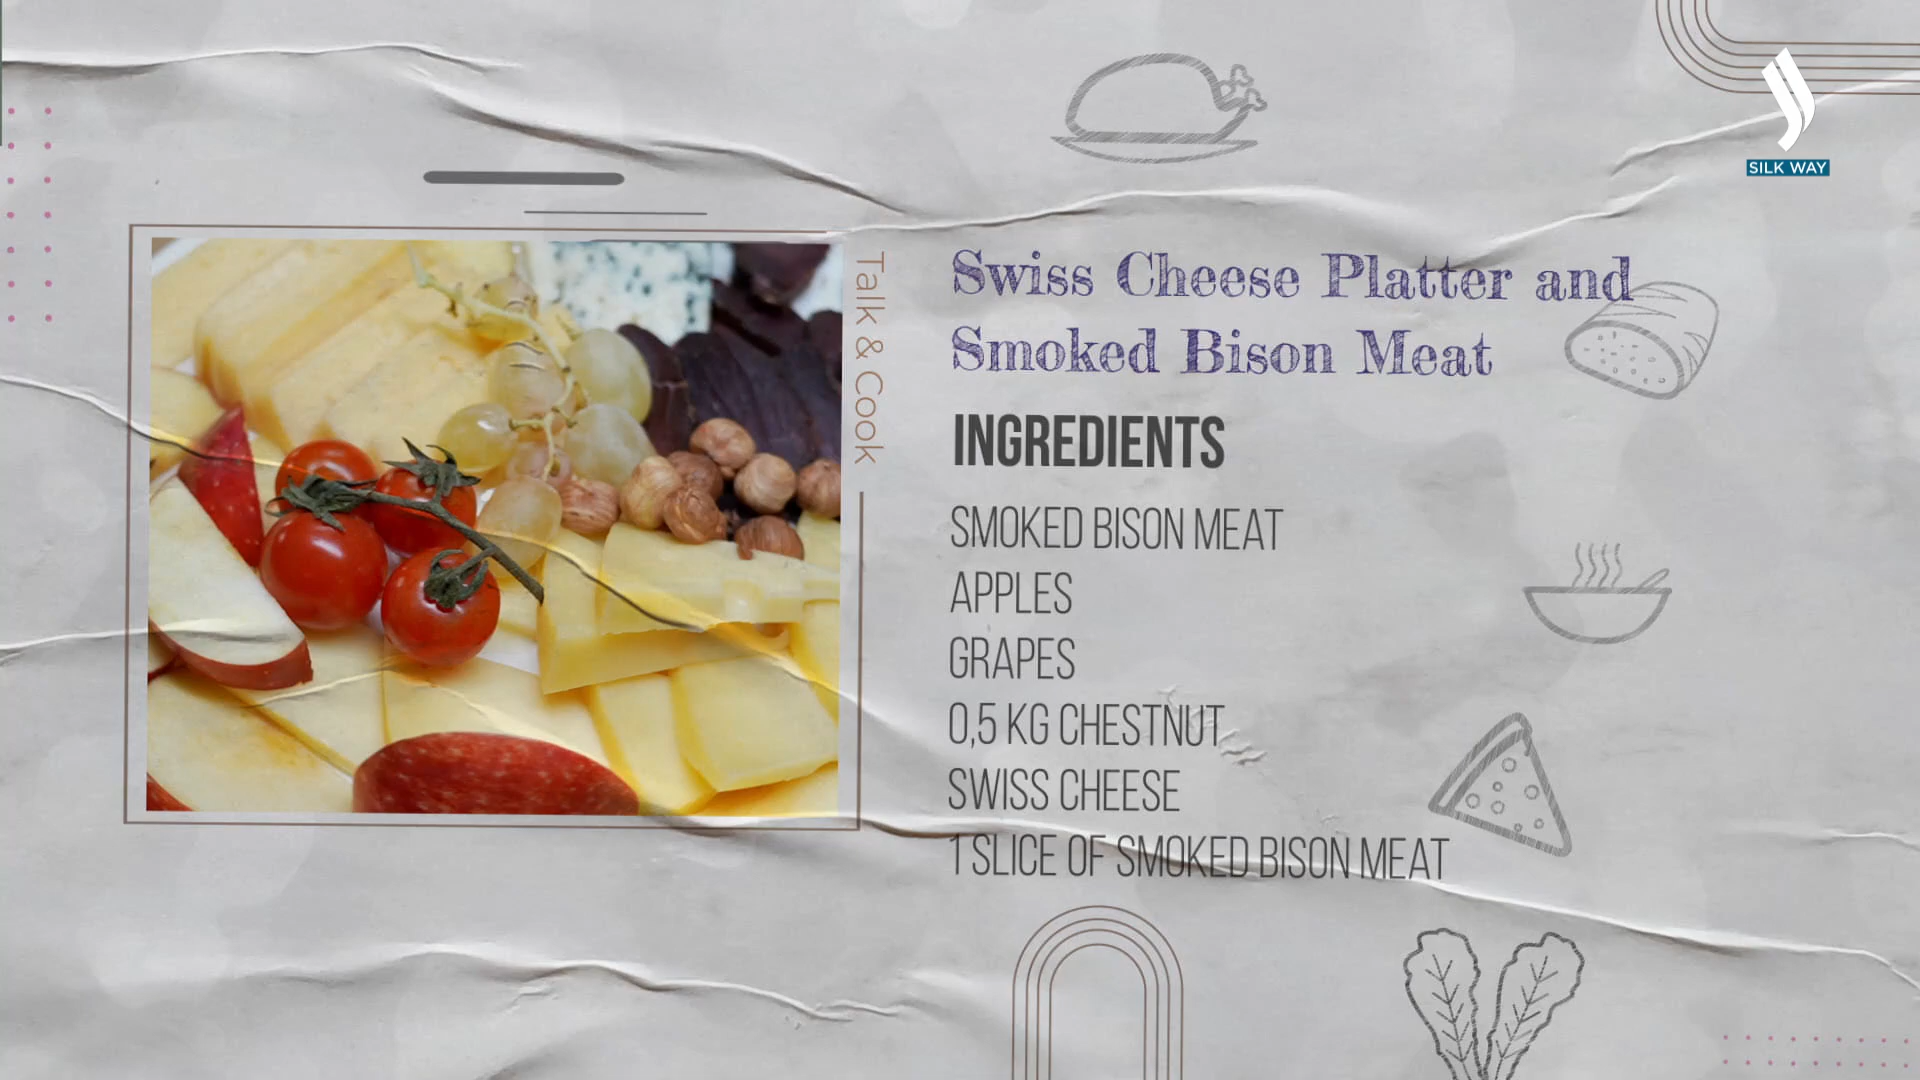 SILK WAY
Talk & Cook
Swiss Cheese Platter and
Smoked Bison Meat
INGREDIENTS
SMOKED BISON MEAT
APPLES
GRAPES
0,5 KG CHESTNUT
SWISS CHEESE
1 SLICE OF SMOKED BISON MEAT